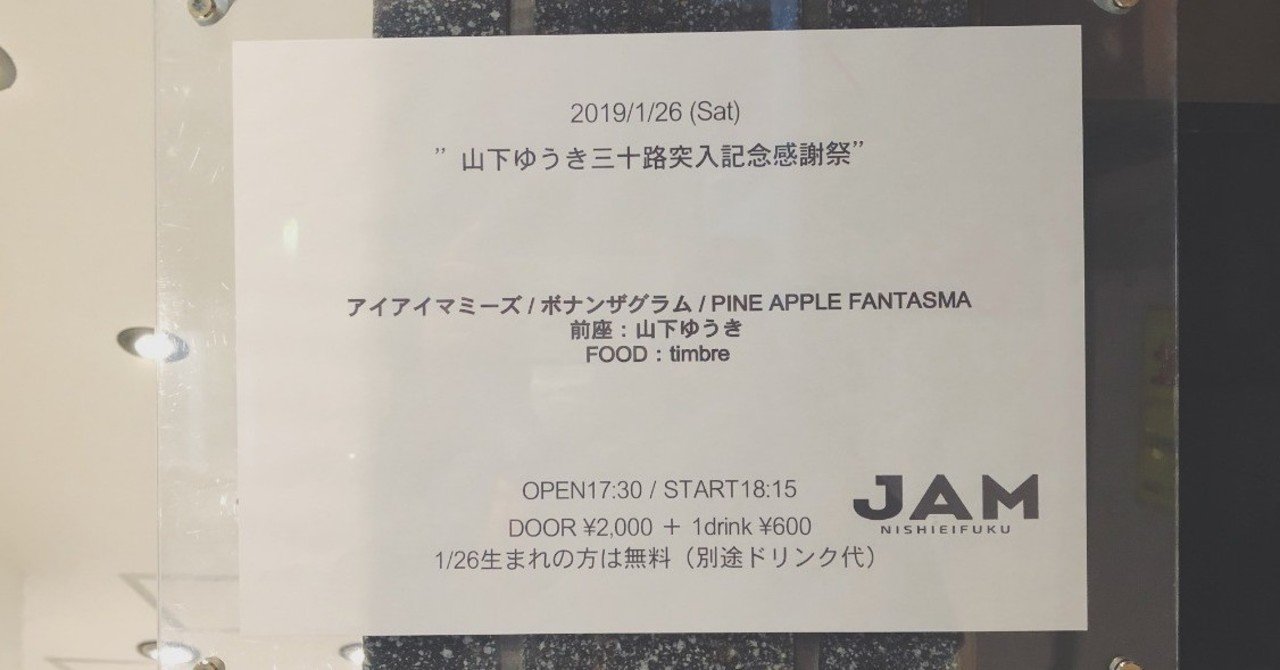 2019/1/26 (Sat)
”山下ゆうき三十路突入記念感謝祭”
アイアイマミーズ / ボナンザグラム / PINE APPLE FANTASMA
前座：山下ゆうき
FOOD：timbre
OPEN17:30 / START18:15
DOOR ¥2,000 ＋ 1drink ¥600
1/26生まれの方は無料（別途ドリンク代）
JAM
NISHIEIFUKU